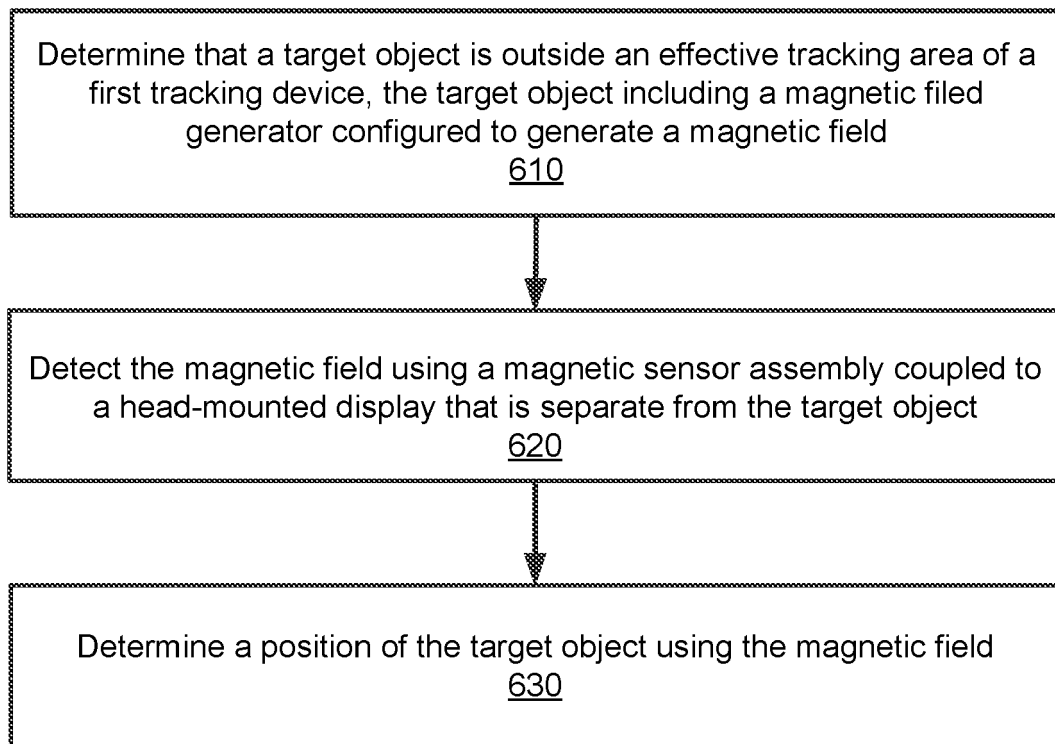 Determine that a target object is outside an effective tracking area of a
first tracking device, the target object including a magnetic filed
generator configured to generate a magnetic field
610
Detect the magnetic field using a magnetic sensor assembly coupled to
a head-mounted display that is separate from the target object
620
Determine a position of the target object using the magnetic field
630